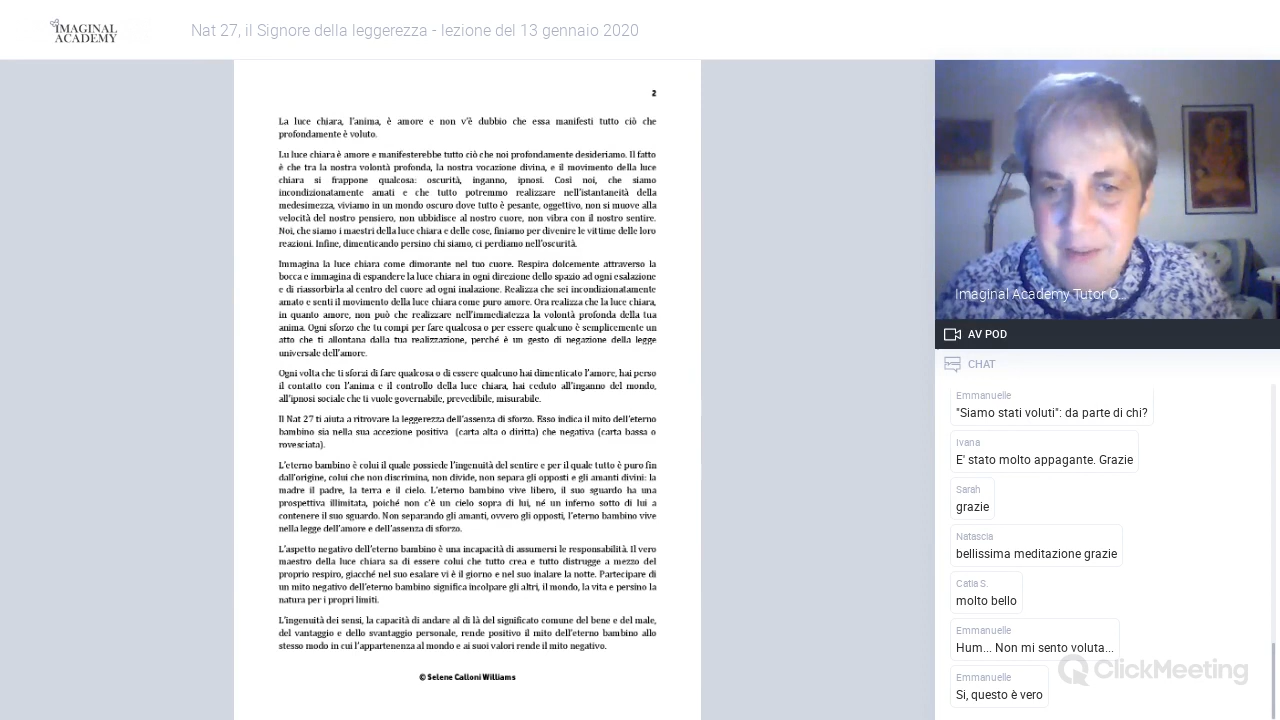 IMAGINAL
ACADEMY
Nat 27, il Signore della leggerezza - lezione del 13 gennaio 2020
2
La luce chiara, l'anima, è amore e non v'è dubbio che essa manifesti tutto ciò che
profondamente è voluto.
Lu luce chiara è amore e manifesterebbe tutto ciò che noi profondamente desideriamo. Il fatto
è che tra la nostra volontà profonda, la nostra vocazione divina, e il movimento della luce
chiara si frappone qualcosa: oscurità, inganno, ipnosi. Così noi, che siamo
incondizionatamente amati e che tutto potremmo realizzare nell'istantaneità della
medesimezza, viviamo in un mondo oscuro dove tutto è pesante, oggettivo, non si muove alla
velocità del nostro pensiero, non ubbidisce al nostro cuore, non vibra con il nostro sentire.
Noi, che siamo i maestri della luce chiara e delle cose, finiamo per divenire le vittime delle loro
reazioni. Infine, dimenticando persino chi siamo, ci perdiamo nell'oscurità.
Immagina la luce chiara come dimorante nel tuo cuore. Respira dolcemente attraverso la
bocca e immagina di espandere la luce chiara in ogni direzione dello spazio ad ogni esalazione
e di riassorbirla al centro del cuore ad ogni inalazione. Realizza che sei incondizionatamente
amato e senti il movimento della luce chiara come puro amore. Ora realizza che la luce chiara,
in quanto amore, non può che realizzare nell'immediatezza la volontà profonda della tua
anima. Ogni sforzo che tu compi per fare qualcosa o per essere qualcuno è semplicemente un
atto che ti allontana dalla tua realizzazione, perché è un gesto di negazione della legge
universale dell'amore.
Ogni volta che ti sforzi di fare qualcosa o di essere qualcuno hai dimenticato l'amore, hai perso
il contatto con l'anima e il controllo della luce chiara, hai ceduto all'inganno del mondo,
all'ipnosi sociale che ti vuole governabile, prevedibile, misurabile.
Il Nat 27 ti aiuta a ritrovare la leggerezza dell'assenza di sforzo. Esso indica il mito dell'eterno
bambino sia nella sua accezione positiva (carta alta o diritta) che negativa (carta bassa o
rovesciata).
L'eterno bambino è colui il quale possiede l'ingenuità del sentire e per il quale tutto è puro fin
dall'origine, colui che non discrimina, non divide, non separa gli opposti e gli amanti divini: la
madre il padre, la terra e il cielo. L'eterno bambino vive libero, il suo sguardo ha una
prospettiva illimitata, poiché non c'è un cielo sopra di lui, né un inferno sotto di lui a
contenere il suo sguardo. Non separando gli amanti, ovvero gli opposti, l'eterno bambino vive
nella legge dell'amore e dell'assenza di sforzo.
L'aspetto negativo dell'eterno bambino è una incapacità di assumersi le responsabilità. Il vero
maestro della luce chiara sa di essere colui che tutto crea e tutto distrugge a mezzo del
proprio respiro, giacché nel suo esalare vi è il giorno e nel suo inalare la notte. Partecipare di
un mito negativo dell'eterno bambino significa incolpare gli altri, il mondo, la vita e persino la
natura per i propri limiti.
L'ingenuità dei sensi, la capacità di andare al di là del significato comune del bene e del male,
del vantaggio e dello svantaggio personale, rende positivo il mito dell'eterno bambino allo
stesso modo in cui l'appartenenza al mondo e ai suoi valori rende il mito negativo.
© Selene Calloni Williams
Imaginal Academy Tutor O...
AV POD
CHAT
Emmanuelle
"Siamo stati voluti": da parte di chi?
Ivana
E' stato molto appagante. Grazie
Sarah
grazie
Natascia
bellissima meditazione grazie
Catia S.
molto bello
Emmanuelle
Hum... Non mi sento voluta...
Emmanuelle
Si, questo è vero
ClickMeeting